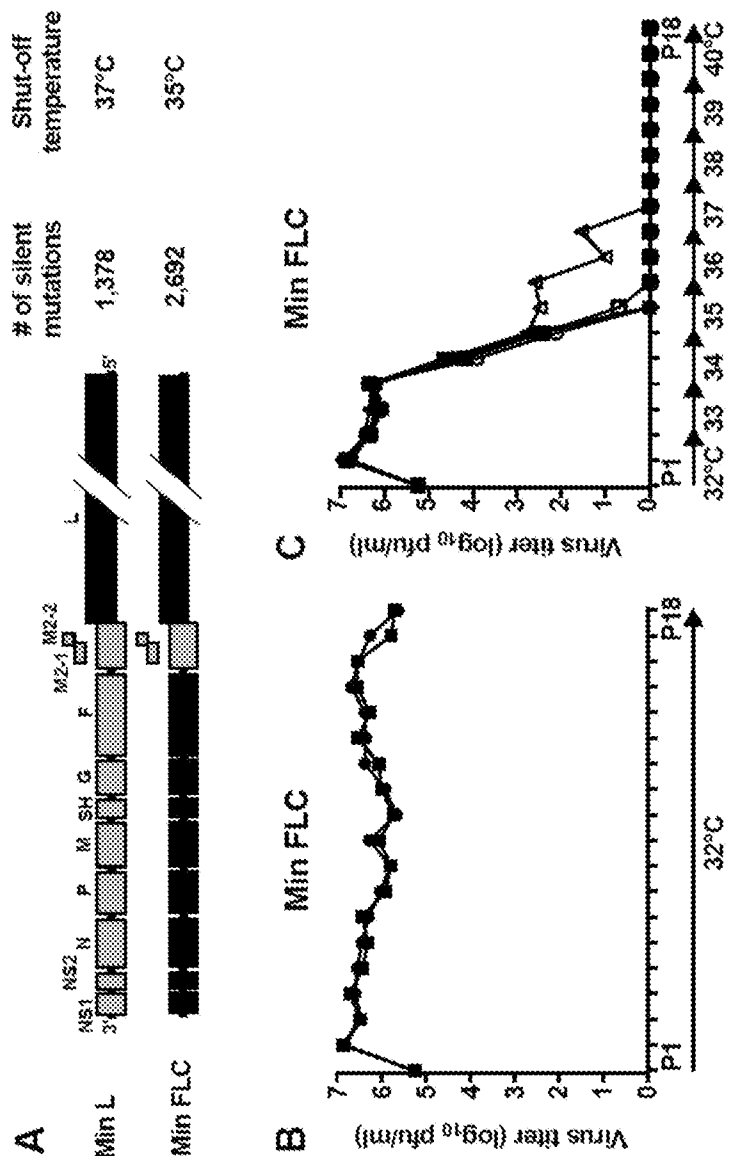 A
# of silent mutations
Shut-off temperature
NS1 NS2 N P M SH G F M2-1 M2-2 L
3' 5'
Min L 1,378 37°C
Min FLC 2,692 35°C
B
Min FLC
Virus titer (log10 pfu/ml)
7
6
5
4
3
2
1
0
P1 P18
32°C
C
Min FLC
Virus titer (log10 pfu/ml)
7
6
5
4
3
2
1
0
P1 P18
32°C 33 34 35 36 37 38 39 40°C